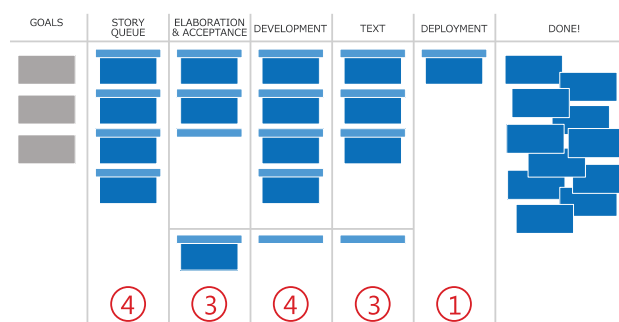 GOALS
STORY
QUEUE
ELABORATION
& ACCEPTANCE
DEVELOPMENT
TEXT
DEPLOYMENT
DONE!
4
3
4
3
1